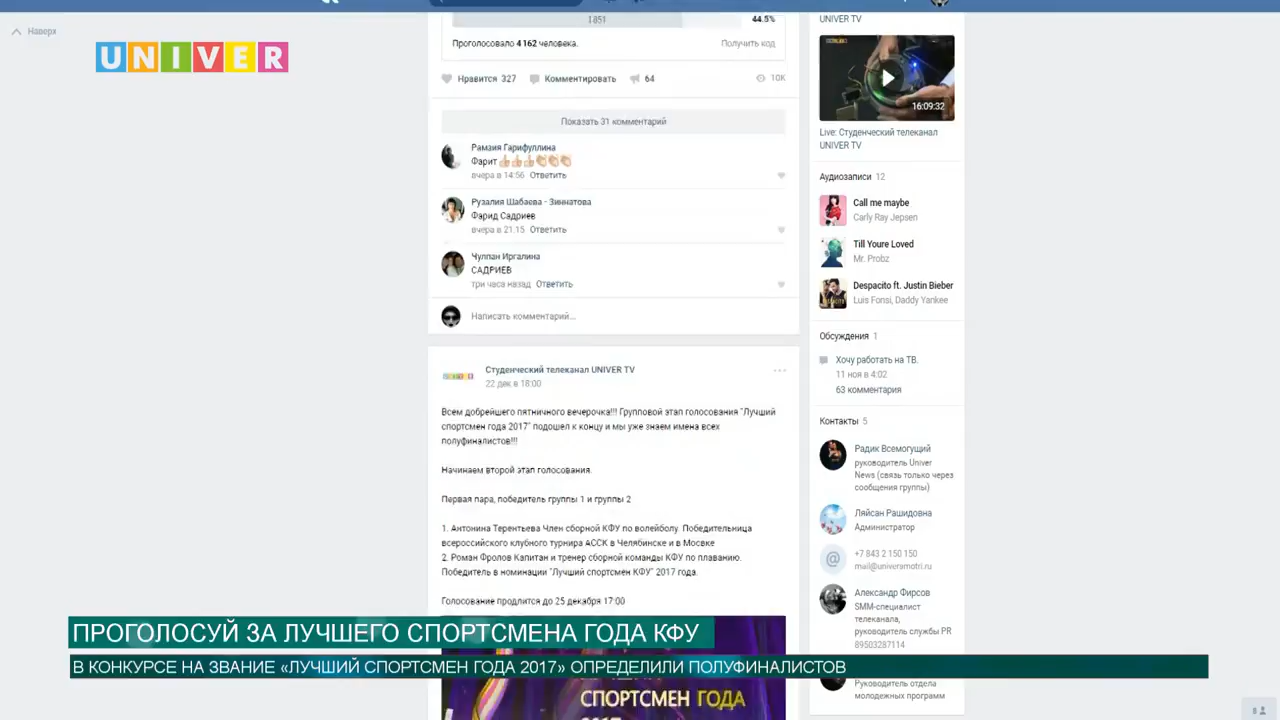 Наверх
UNIVER
1 851
44.5%
Проголосовало 4 162 человека.
Получить код
Нравится 327
Комментировать
64
10K
Показать 31 комментарий
Рамзия Гарифуллина
Фарит
вчера в 14:56 Ответить
Рузалия Шабаева - Зиннатова
Фарид Садриев
вчера в 21:15 Ответить
Чулпан Иргалина
САДРИЕВ
три часа назад Ответить
Написать комментарий...
Студенческий телеканал UNIVER TV
22 дек в 18:00
Всем добрейшего пятничного вечерочка!!! Групповой этап голосования "Лучший
спортсмен года 2017" подошел к концу и мы уже знаем имена всех
полуфиналистов!!!
Начинаем второй этап голосования.
Первая пара, победитель группы 1 и группы 2
1. Антонина Терентьева Член сборной КФУ по волейболу. Победительница
всероссийского клубного турнира АССК в Челябинске и в Мосвке
2. Роман Фролов Капитан и тренер сборной команды КФУ по плаванию.
Победитель в номинации "Лучший спортсмен КФУ" 2017 года.
Голосование продлится до 25 декабря 17:00
UNIVER TV
16:09:32
Live: Студенческий телеканал
UNIVER TV
Аудиозаписи 12
Call me maybe
Carly Ray Jepsen
Till Youre Loved
Mr. Probz
Despacito ft. Justin Bieber
Luis Fonsi, Daddy Yankee
Обсуждения 1
Хочу работать на ТВ.
11 ноя в 4:02
63 комментария
Контакты 5
Радик Всемогущий
руководитель Univer
News (связь только через
сообщения группы)
Ляйсан Рашидовна
Администратор
+7 843 2 150 150
mail@universmotri.ru
Александр Фирсов
SMM-специалист
телеканала,
руководитель службы PR
89503287114
Руководитель отдела
молодежных программ
ПРОГОЛОСУЙ ЗА ЛУЧШЕГО СПОРТСМЕНА ГОДА КФУ
В КОНКУРСЕ НА ЗВАНИЕ «ЛУЧШИЙ СПОРТСМЕН ГОДА 2017» ОПРЕДЕЛИЛИ ПОЛУФИНАЛИСТОВ
СПОРТСМЕН ГОДА
2017